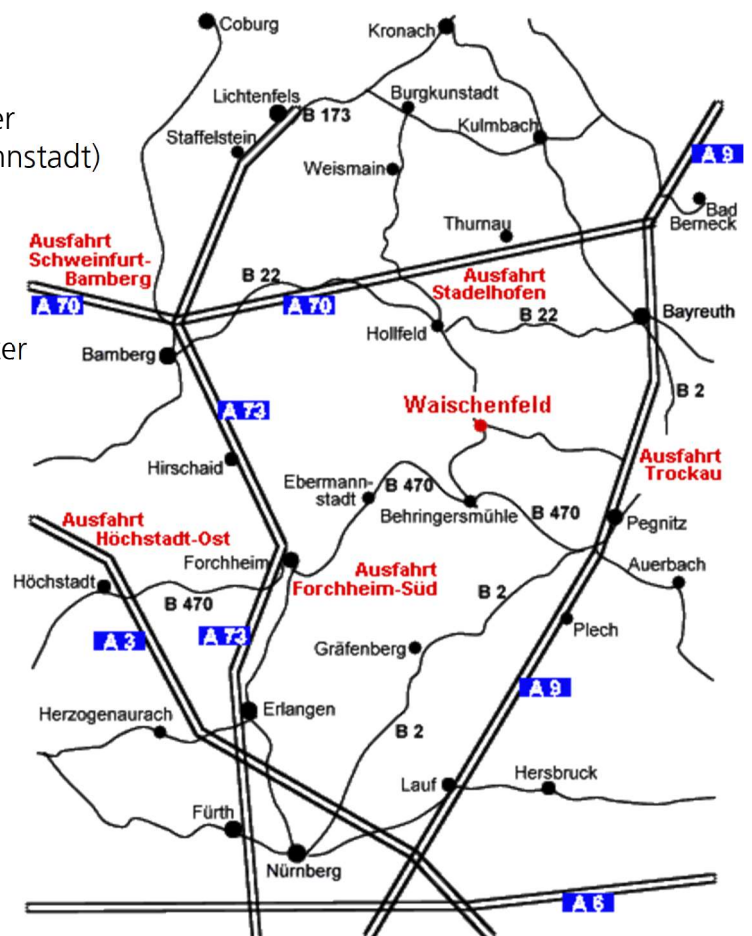 Coburg
Kronach
er
Lichtenfels
Burgkunstadt
B 173
Staffelstein
Kulmbach
nnstadt)
A 9
Weismain
Bad
Berneck
Thurnau
Ausfahrt
Schweinfurt-
Bamberg
B 22
Ausfahrt
Stadelhofen
A 70
A 70
B 22
Bayreuth
Hollfeld
ter
Bamberg
B 2
Waischenfeld
A 73
Ausfahrt
Trockau
Hirschaid
Ebermann-
stadt
B 470
Behringersmühle
B 470
Ausfahrt
Höchstadt-Ost
Pegnitz
Forchheim
Ausfahrt
Forchheim-Süd
Auerbach
Höchstadt
B 470
B 2
A 3
A 73
Plech
Gräfenberg
A 9
Herzogenaurach
Erlangen
B 2
Lauf
Hersbruck
Fürth
Nürnberg
A 6